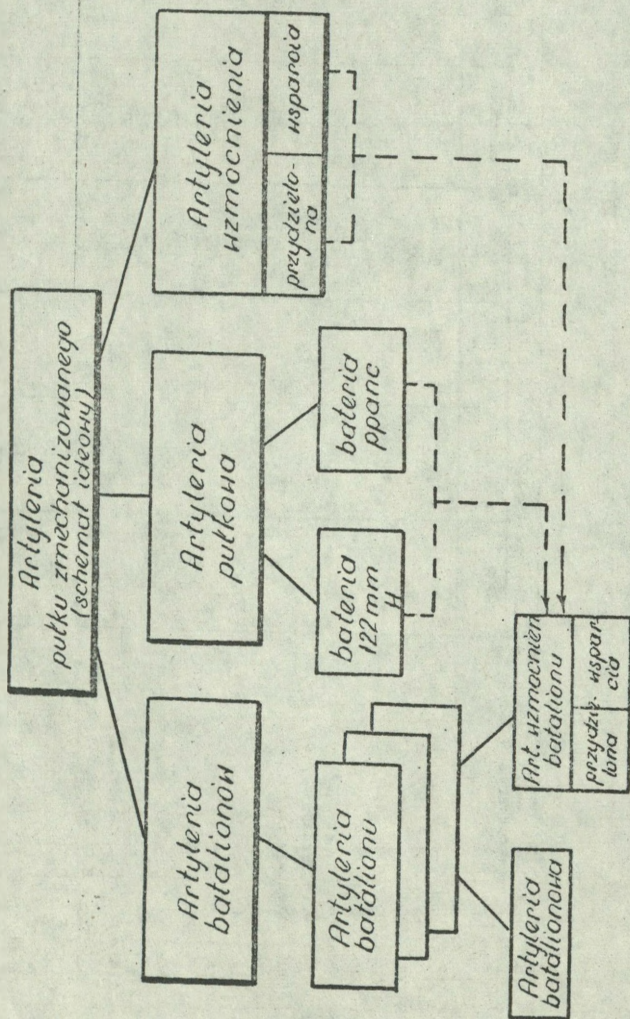 Artyleria
pułku zmechanizowanego
(schemat ideowy)
Artyleria
batalionów
Artyleria
pułkowa
Artyleria
wzmocnienia
przydzielo-
na
wsparcia
Artyleria
batalionu
bateria
122 mm
H
bateria
ppanc
Artyleria
batalionowa
Art. wzmocnien
batalionu
przydzie-
lona
wspar
cia